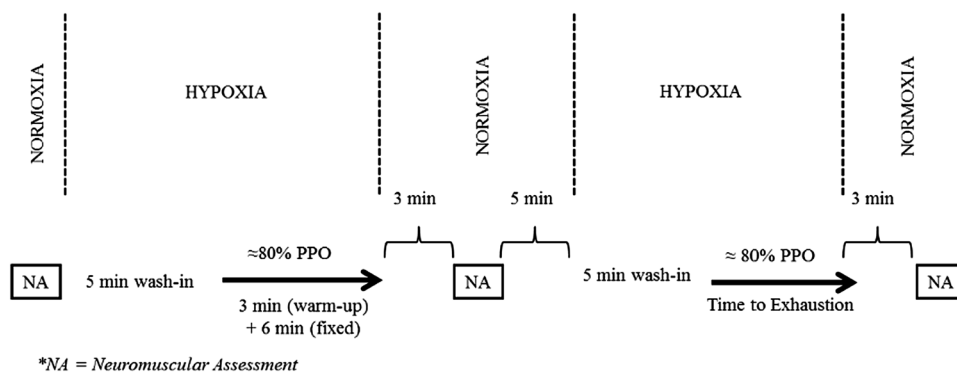 NORMOXIA
HYPOXIA
NORMOXIA
HYPOXIA
NORMOXIA
3 min
5 min
3 min
≈80% PPO
≈ 80% PPO
NA
5 min wash-in
NA
5 min wash-in
NA
3 min (warm-up)
+ 6 min (fixed)
Time to Exhaustion
*NA = Neuromuscular Assessment